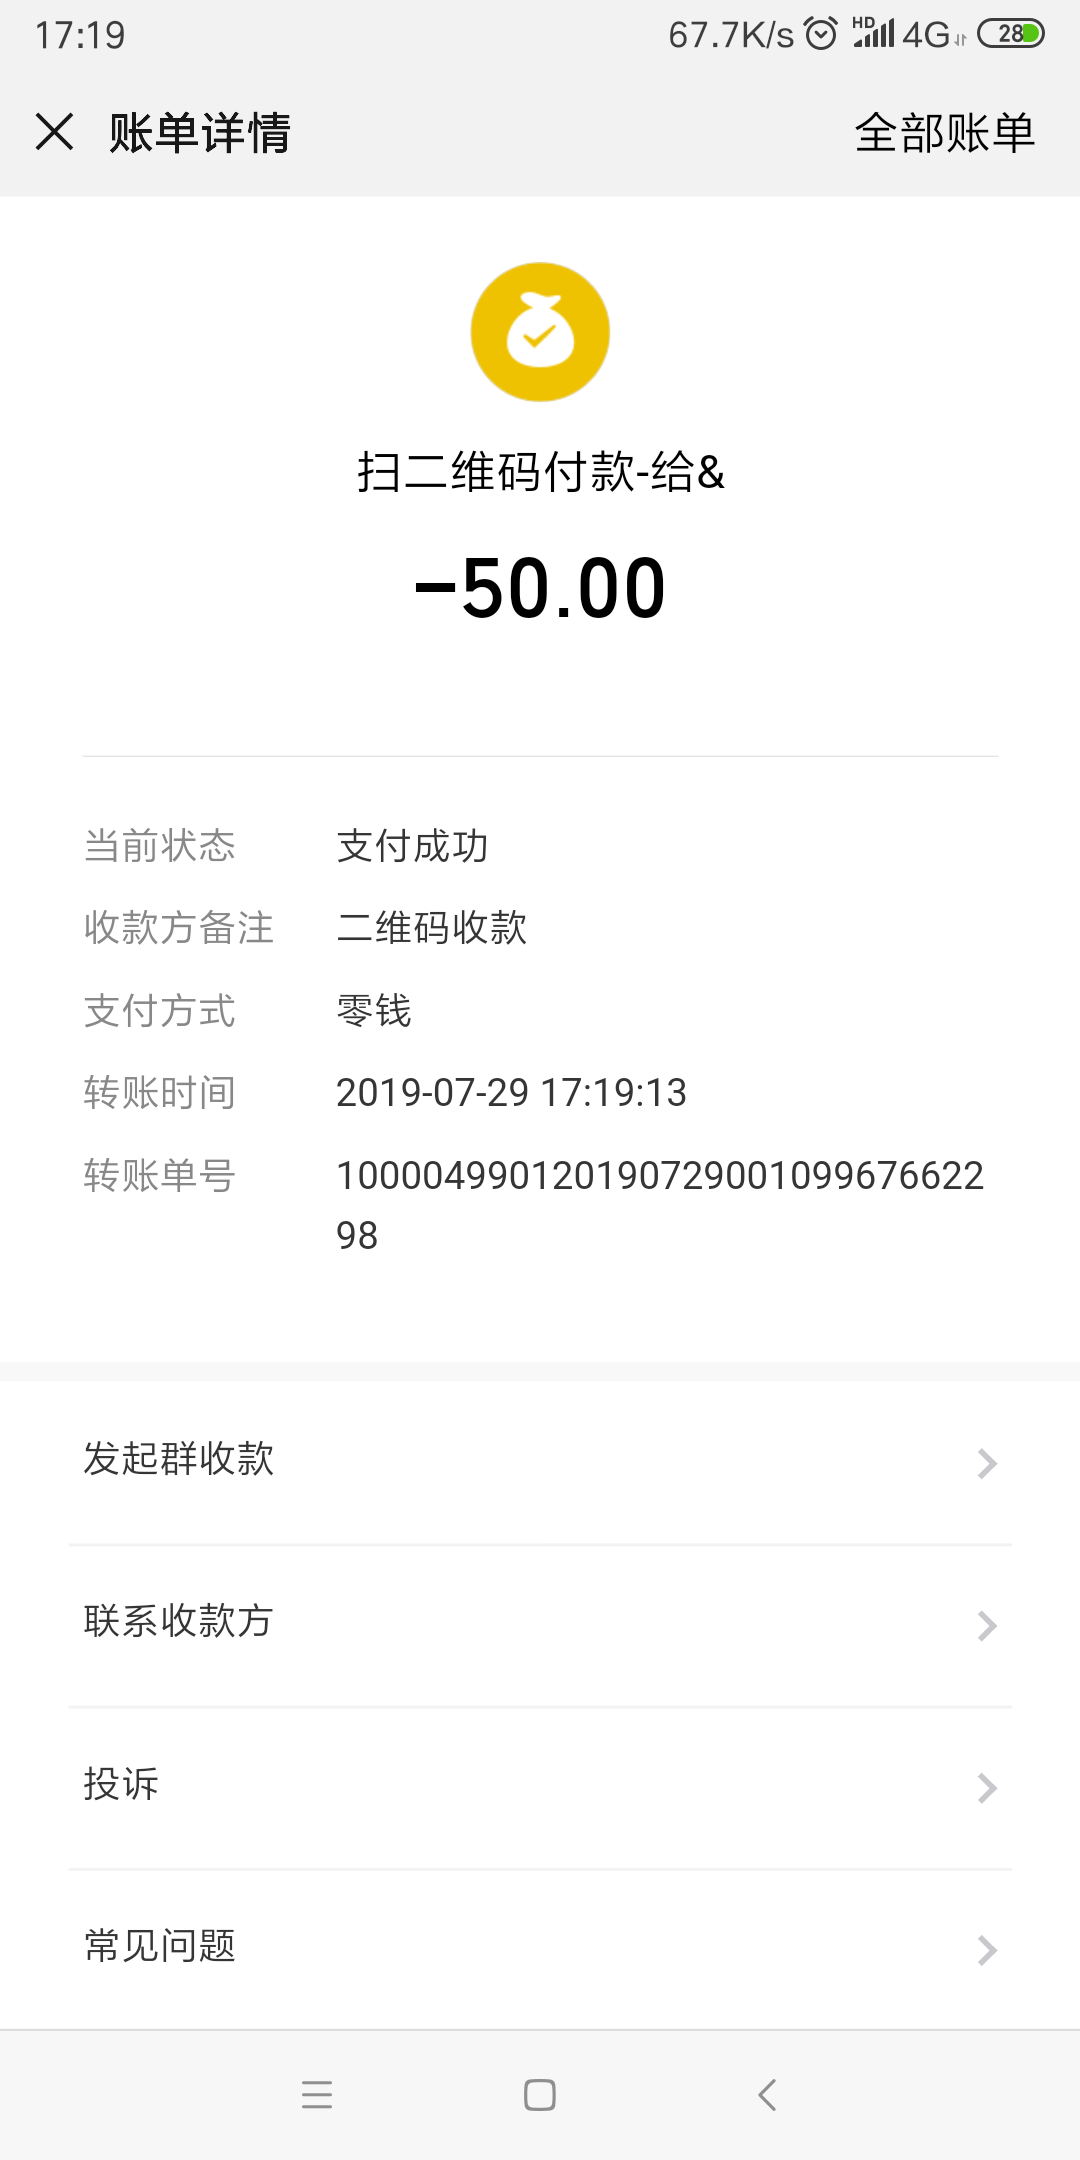 17:19
67.7K/s HD 4G 28
账单详情
全部账单
扫二维码付款-给&
-50.00
当前状态 支付成功
收款方备注 二维码收款
支付方式 零钱
转账时间 2019-07-29 17:19:13
转账单号 100004990120190729001099676622
98
发起群收款
联系收款方
投诉
常见问题